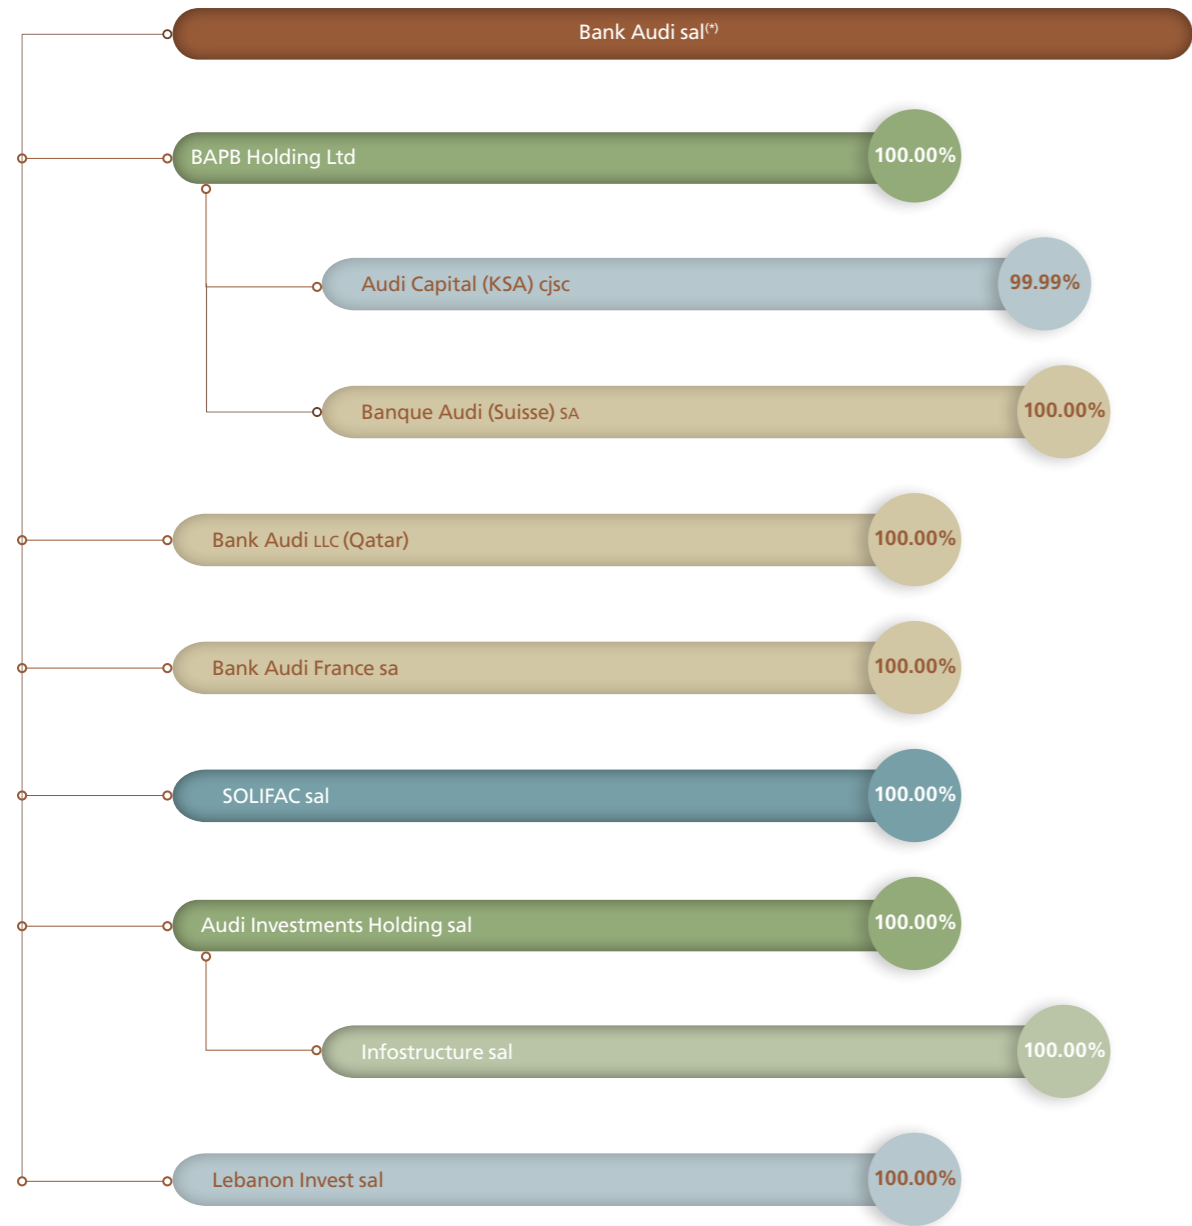 Bank Audi sal(*)
BAPB Holding Ltd 100.00%
Audi Capital (KSA) cjsc 99.99%
Banque Audi (Suisse) SA 100.00%
Bank Audi LLC (Qatar) 100.00%
Bank Audi France sa 100.00%
SOLIFAC sal 100.00%
Audi Investments Holding sal 100.00%
Infostructure sal 100.00%
Lebanon Invest sal 100.00%